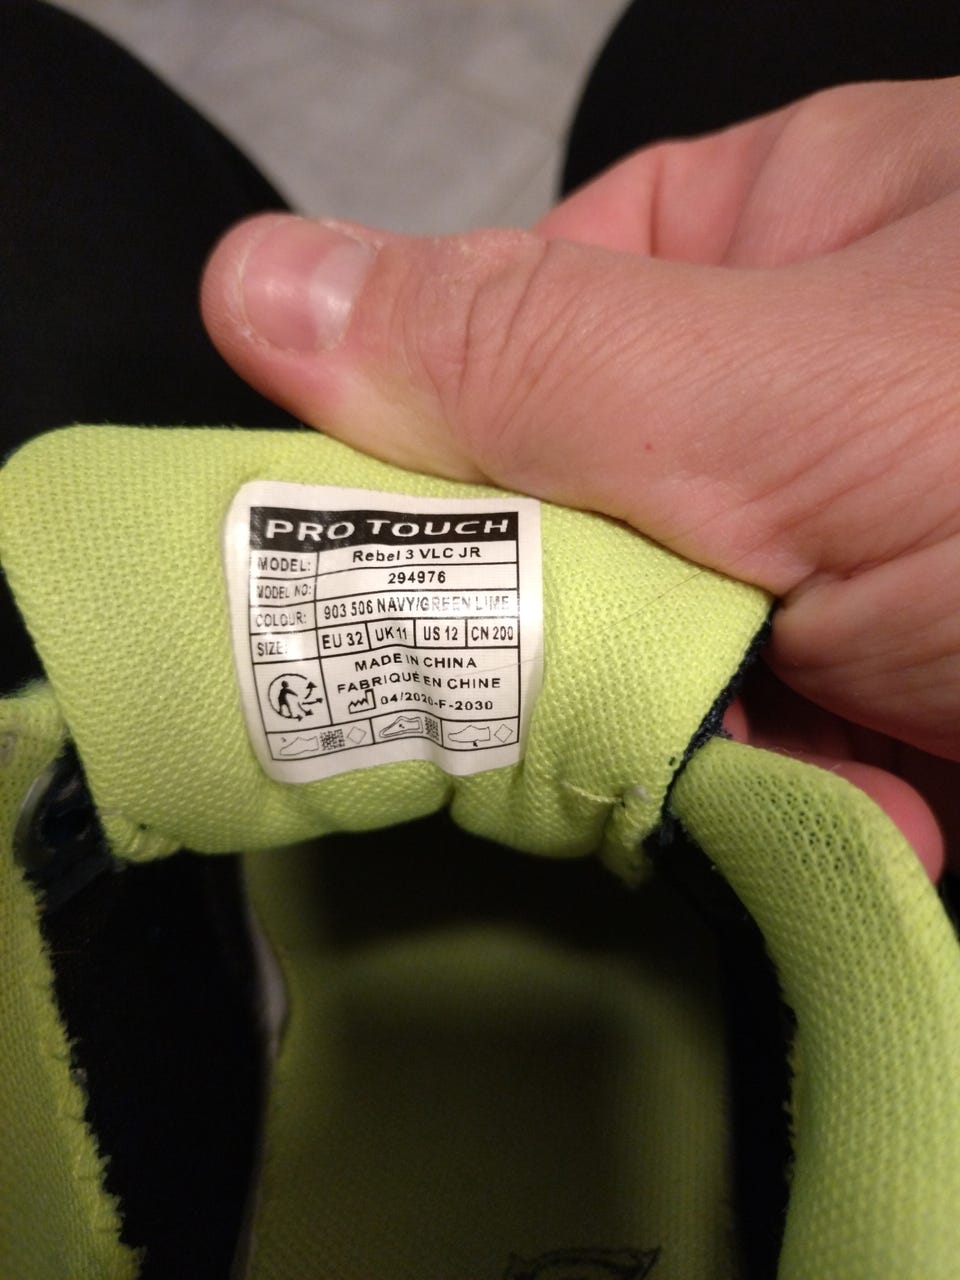 PRO TOUCH
MODEL: Rebel 3 VLC JR
MODEL NO: 294976
COLOUR: 903 506 NAVY/GREEN LIME
SIZE: EU 32 UK 11 US 12 CN 200
MADE IN CHINA
FABRIQUÉ EN CHINE
04/2020-F-2030